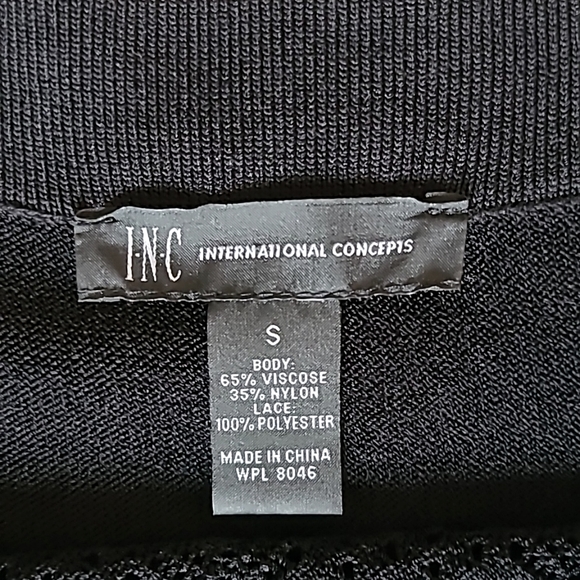 I·N·C INTERNATIONAL CONCEPTS
S
BODY:
65% VISCOSE
35% NYLON
LACE:
100% POLYESTER
MADE IN CHINA
WPL 8046